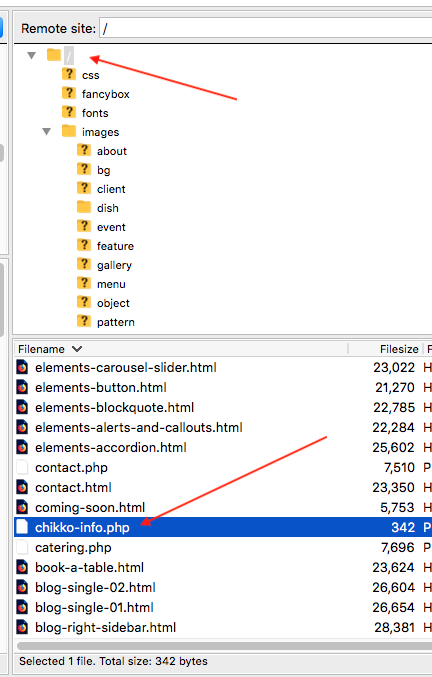 Remote site: /
/
css
fancybox
fonts
images
about
bg
client
dish
event
feature
gallery
menu
object
pattern
Filename Filesize F
elements-carousel-slider.html 23,022 H
elements-button.html 21,270 H
elements-blockquote.html 22,785 H
elements-alerts-and-callouts.html 22,284 H
elements-accordion.html 25,602 H
contact.php 7,510 P
contact.html 23,350 H
coming-soon.html 5,753 H
chikko-info.php 342 P
catering.php 7,696 P
book-a-table.html 23,624 H
blog-single-02.html 26,604 H
blog-single-01.html 26,654 H
blog-right-sidebar.html 28,381 H
Selected 1 file. Total size: 342 bytes